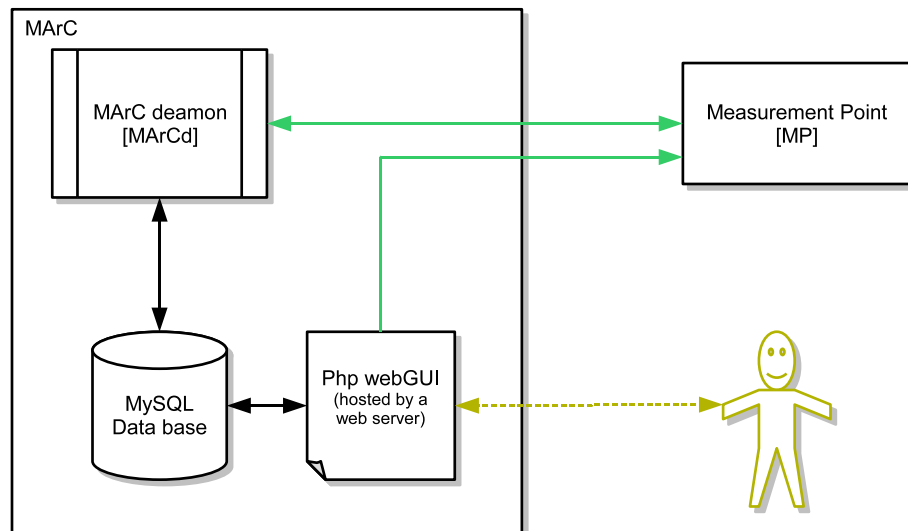 MArC
MArC deamon
[MArCd]
Measurement Point
[MP]
MySQL
Data base
Php webGUI
(hosted by a
web server)